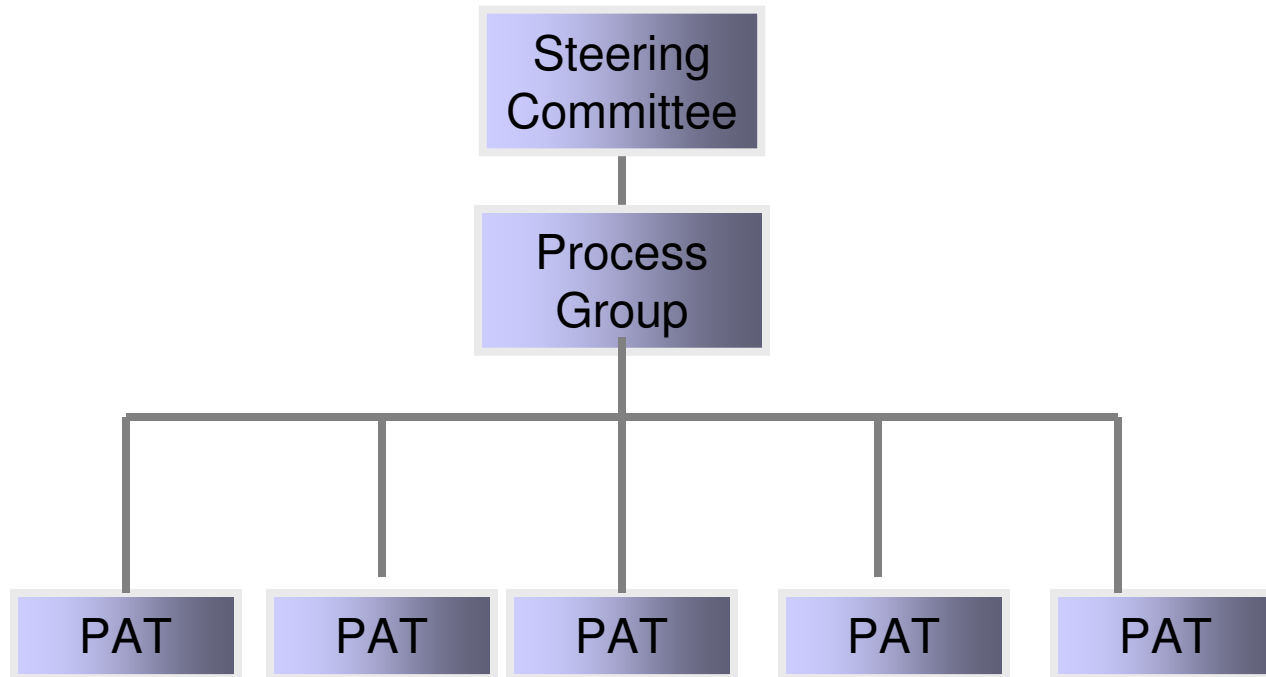 Steering
Committee
Process
Group
PAT
PAT
PAT
PAT
PAT